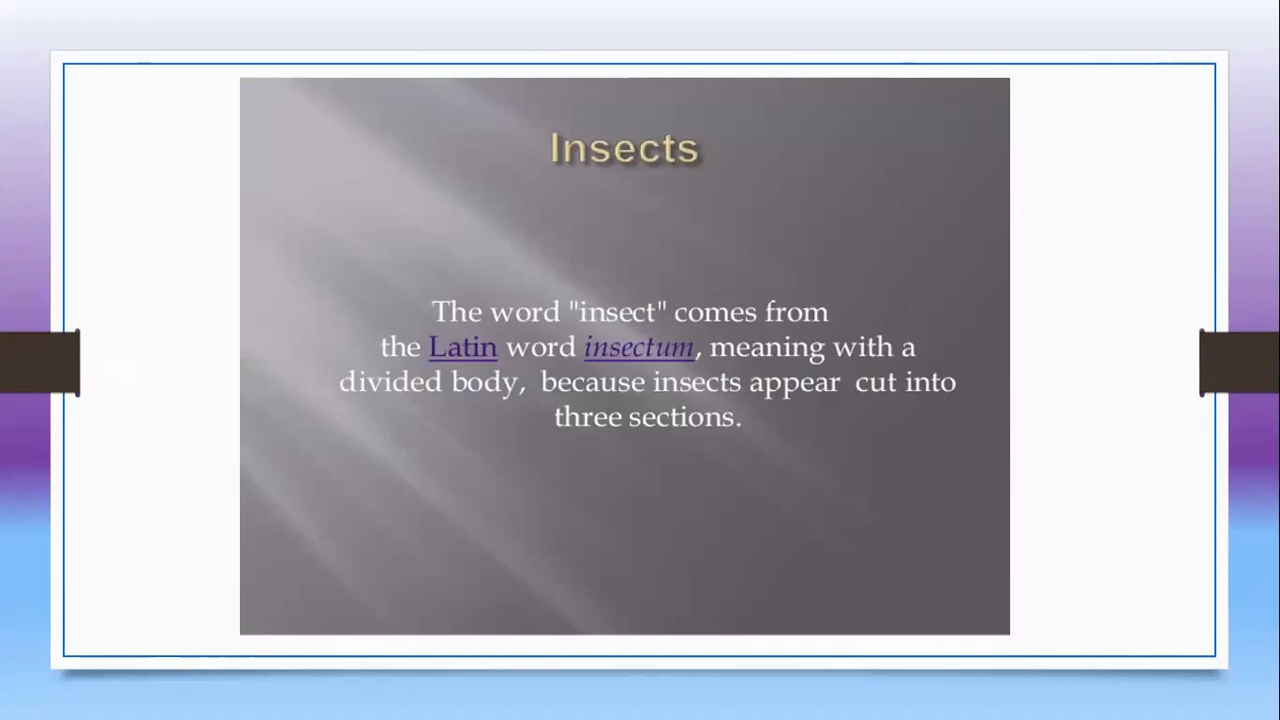 Insects
The word "insect" comes from
the Latin word insectum, meaning with a
divided body,  because insects appear  cut into
three sections.